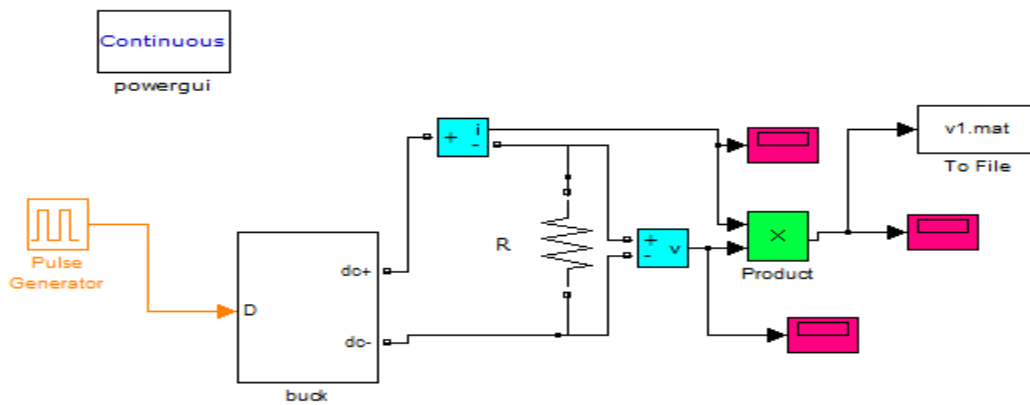 Continuous
powergui
+
i
-
v1.mat
To File
R
+
-
v
×
Product
Pulse
Generator
dc+
D
dc-
buck